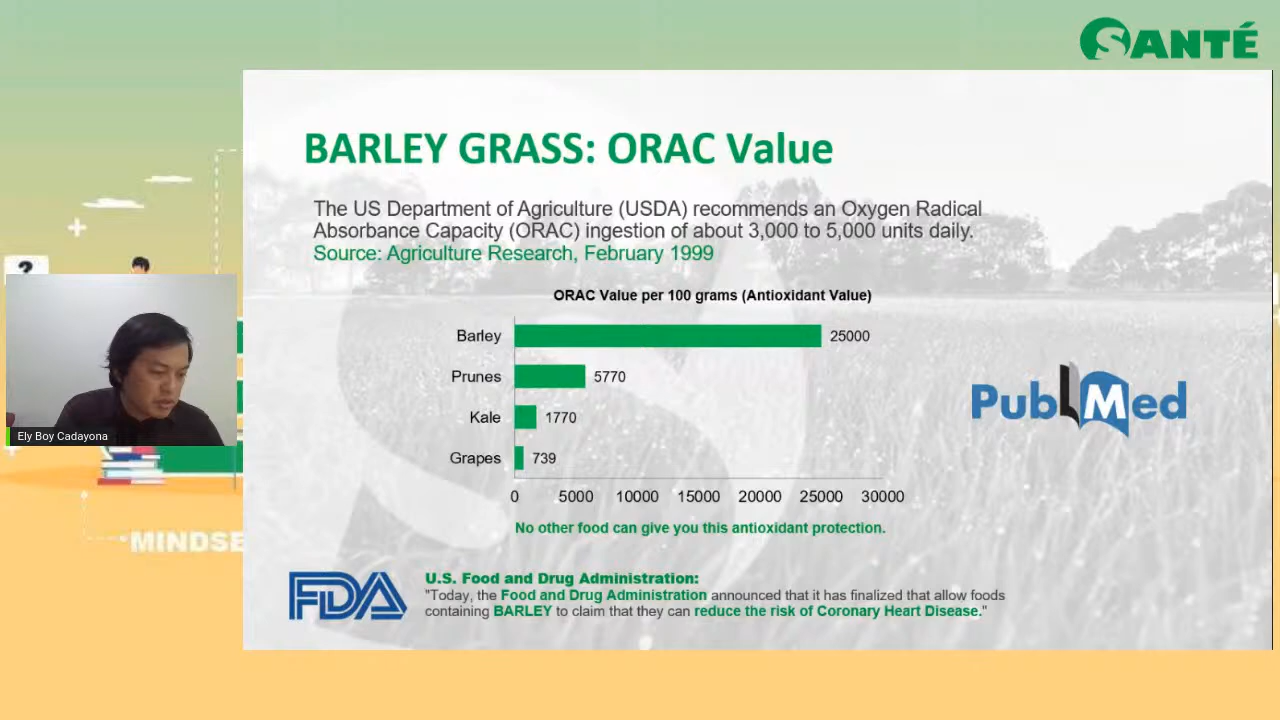 SANTÉ
BARLEY GRASS: ORAC Value
The US Department of Agriculture (USDA) recommends an Oxygen Radical
Absorbance Capacity (ORAC) ingestion of about 3,000 to 5,000 units daily.
Source: Agriculture Research, February 1999
?
ORAC Value per 100 grams (Antioxidant Value)
Barley 25000
Prunes 5770
Kale 1770
Grapes 739
0 5000 10000 15000 20000 25000 30000
No other food can give you this antioxidant protection.
PubMed
Ely Boy Cadayona
MINDSE
FDA
U.S. Food and Drug Administration:
"Today, the Food and Drug Administration announced that it has finalized that allow foods
containing BARLEY to claim that they can reduce the risk of Coronary Heart Disease."